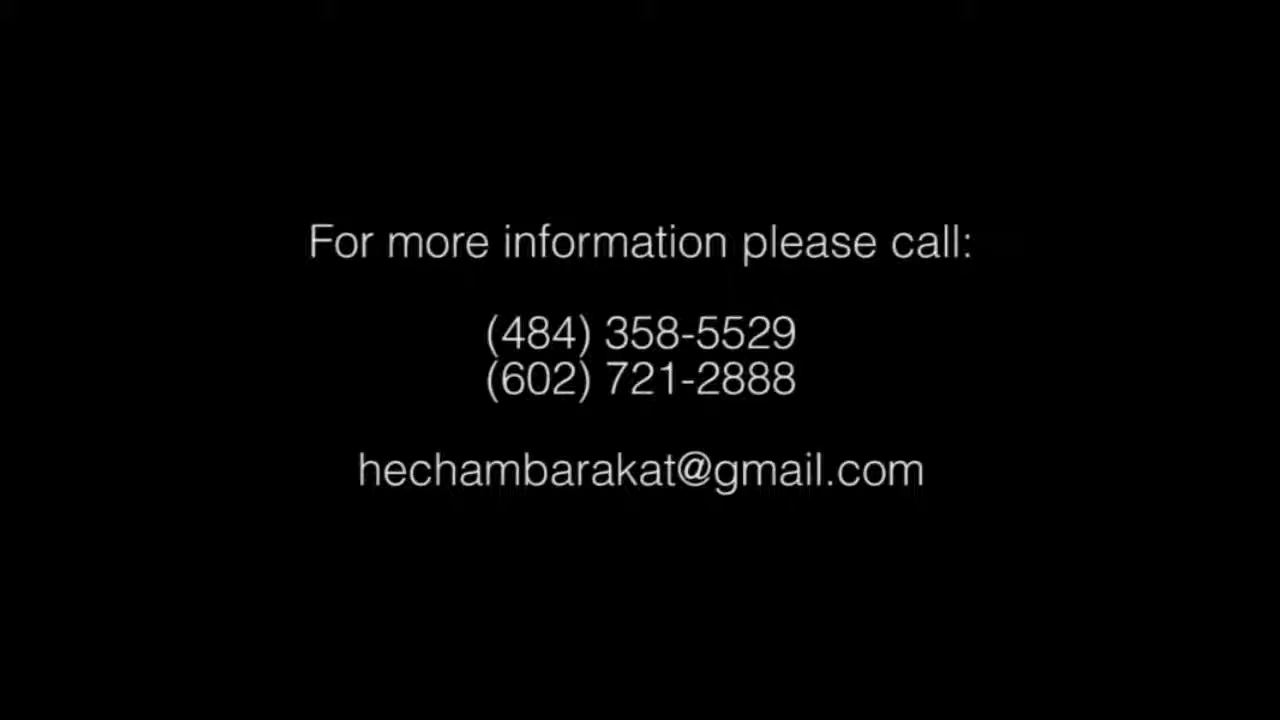 For more information please call:
(484) 358-5529
(602) 721-2888
hechambarakat@gmail.com